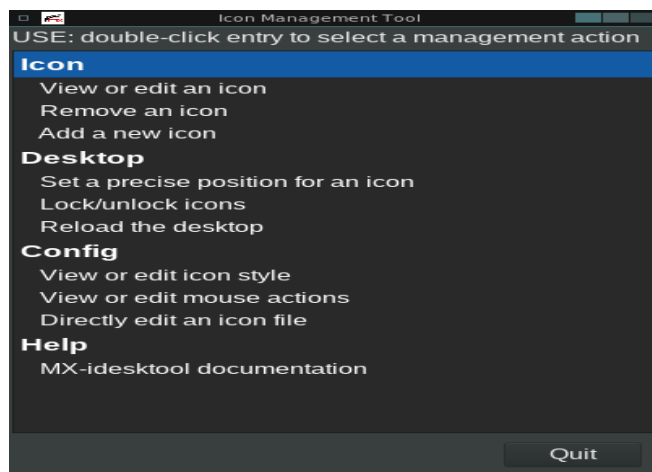 Icon Management Tool
USE: double-click entry to select a management action
Icon
View or edit an icon
Remove an icon
Add a new icon
Desktop
Set a precise position for an icon
Lock/unlock icons
Reload the desktop
Config
View or edit icon style
View or edit mouse actions
Directly edit an icon file
Help
MX-idesktool documentation
Quit